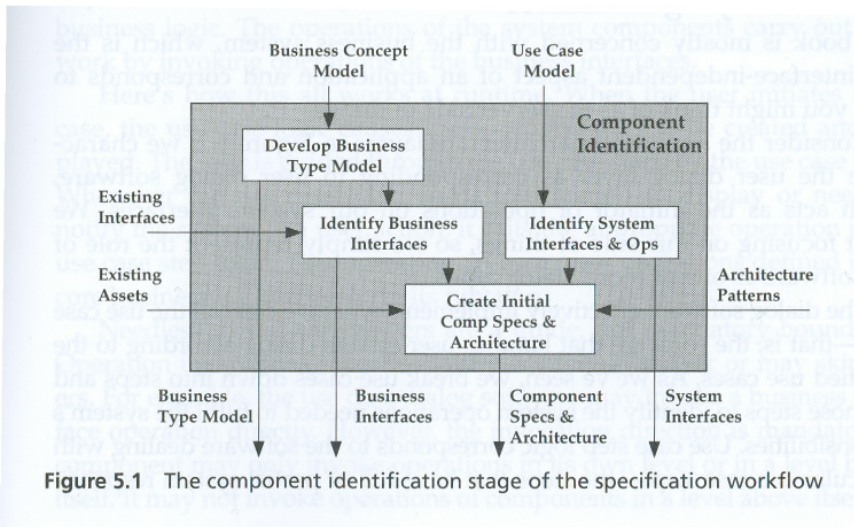 Business Concept
Model
Use Case
Model
Component
Identification
Develop Business
Type Model
Existing
Interfaces
Identify Business
Interfaces
Identify System
Interfaces & Ops
Existing
Assets
Architecture
Patterns
Create Initial
Comp Specs &
Architecture
Business
Type Model
Business
Interfaces
Component
Specs &
Architecture
System
Interfaces
Figure 5.1 The component identification stage of the specification workflow